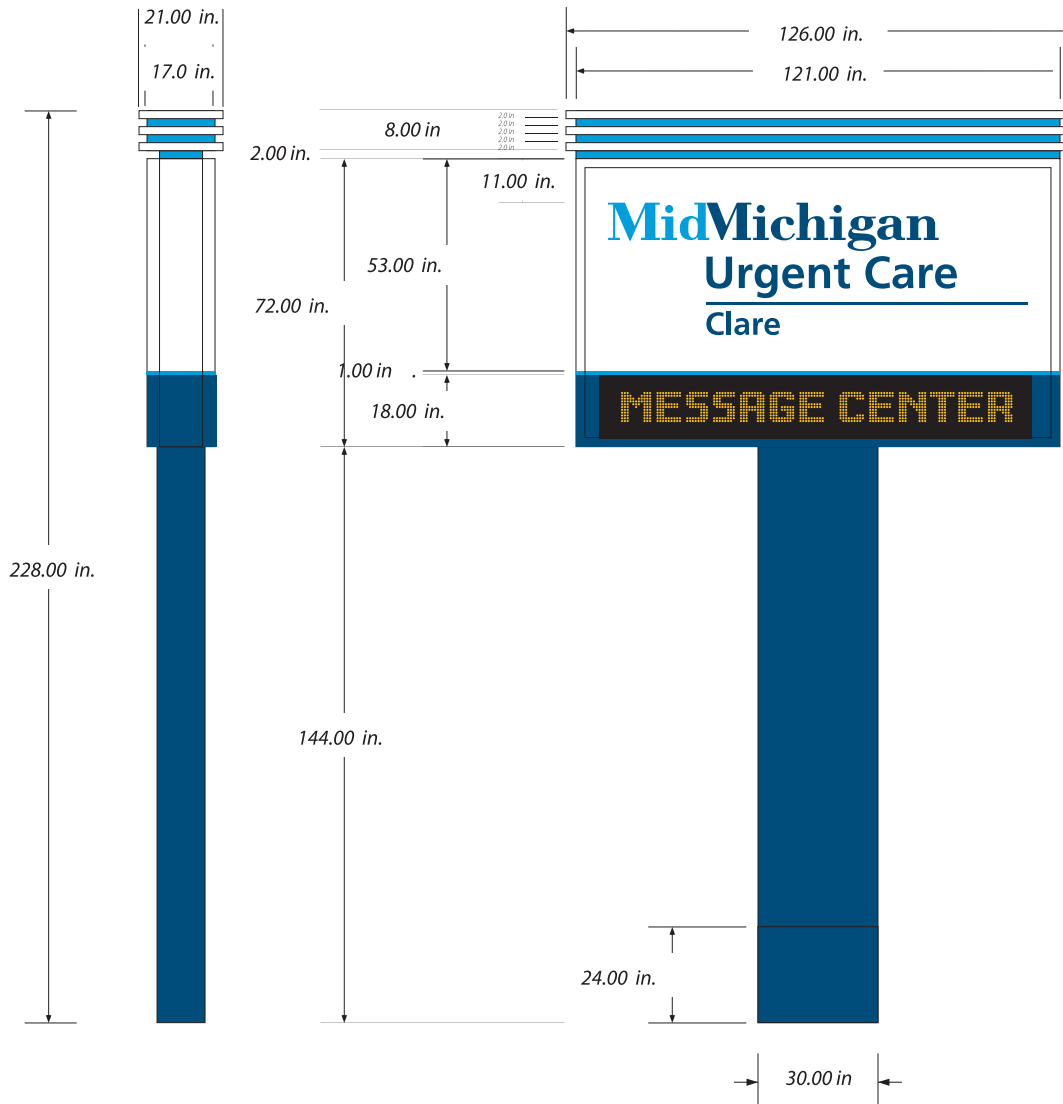 21.00 in.
17.0 in.
126.00 in.
121.00 in.
8.00 in
2.0 in
2.0 in
2.0 in
2.0 in
2.0 in
2.00 in.
11.00 in.
53.00 in.
72.00 in.
1.00 in .
18.00 in.
MidMichigan
Urgent Care
Clare
MESSAGE CENTER
228.00 in.
144.00 in.
24.00 in.
30.00 in